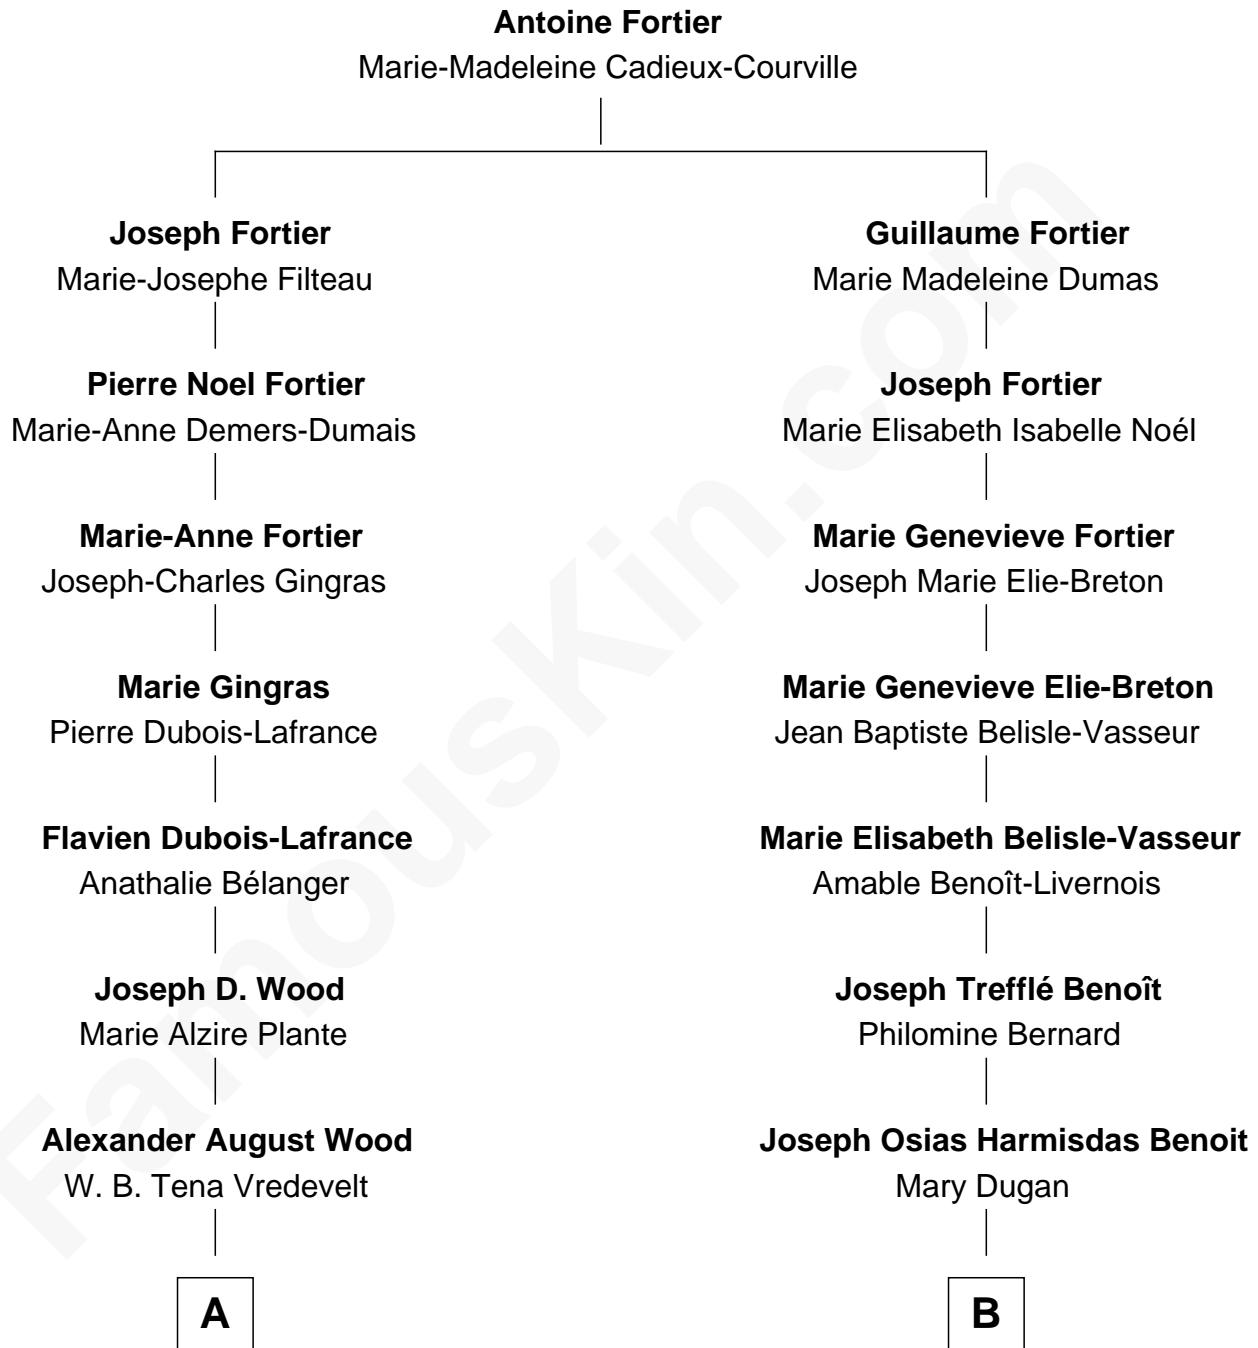 Antoine Fortier
Marie-Madeleine Cadieux-Courville
Joseph Fortier
Marie-Josephe Filteau
Guillaume Fortier
Marie Madeleine Dumas
Pierre Noel Fortier
Marie-Anne Demers-Dumais
Joseph Fortier
Marie Elisabeth Isabelle Noél
Marie-Anne Fortier
Joseph-Charles Gingras
Marie Genevieve Fortier
Joseph Marie Elie-Breton
Marie Gingras
Pierre Dubois-Lafrance
Marie Genevieve Elie-Breton
Jean Baptiste Belisle-Vasseur
Flavien Dubois-Lafrance
Anathalie Bélanger
Marie Elisabeth Belisle-Vasseur
Amable Benoît-Livernois
Joseph D. Wood
Marie Alzire Plante
Joseph Trefflé Benoît
Philomine Bernard
Alexander August Wood
W. B. Tena Vredevelt
Joseph Osias Harmisdas Benoit
Mary Dugan
A
B
FamousKin.com